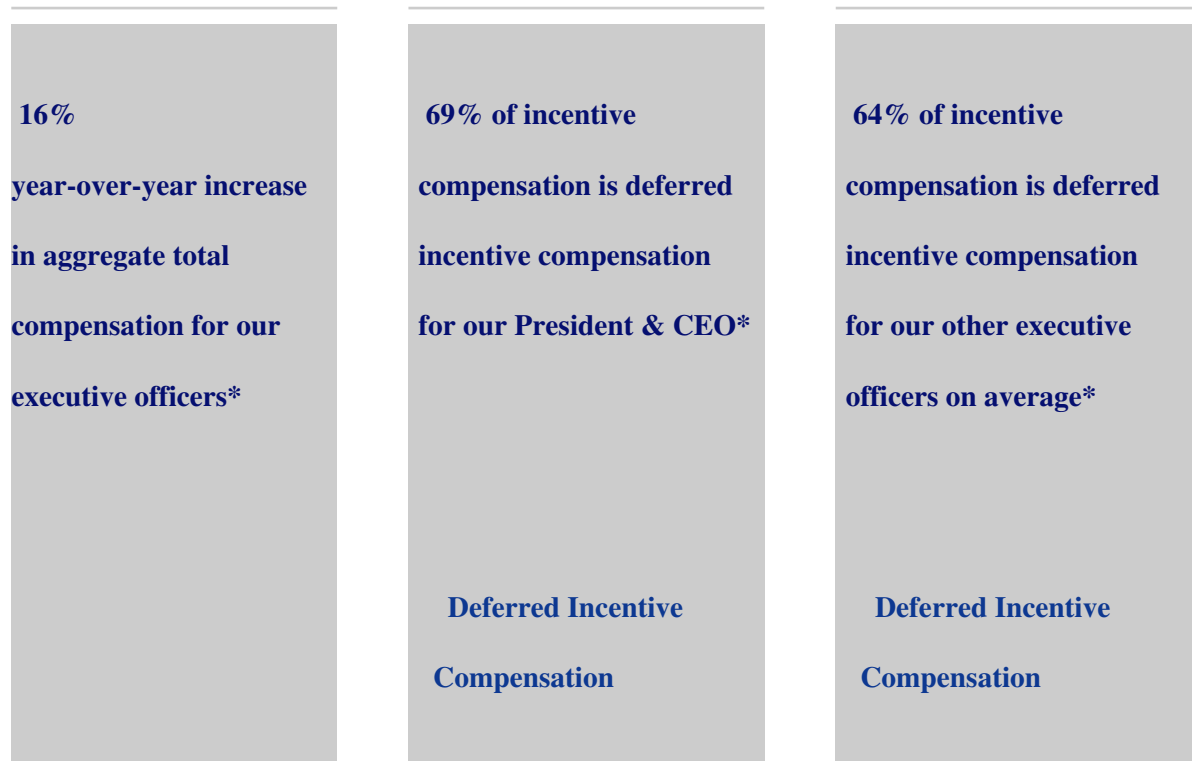 16%
year-over-year increase
in aggregate total
compensation for our
executive officers*
69% of incentive
compensation is deferred
incentive compensation
for our President & CEO*
Deferred Incentive
Compensation
64% of incentive
compensation is deferred
incentive compensation
for our other executive
officers on average*
Deferred Incentive
Compensation